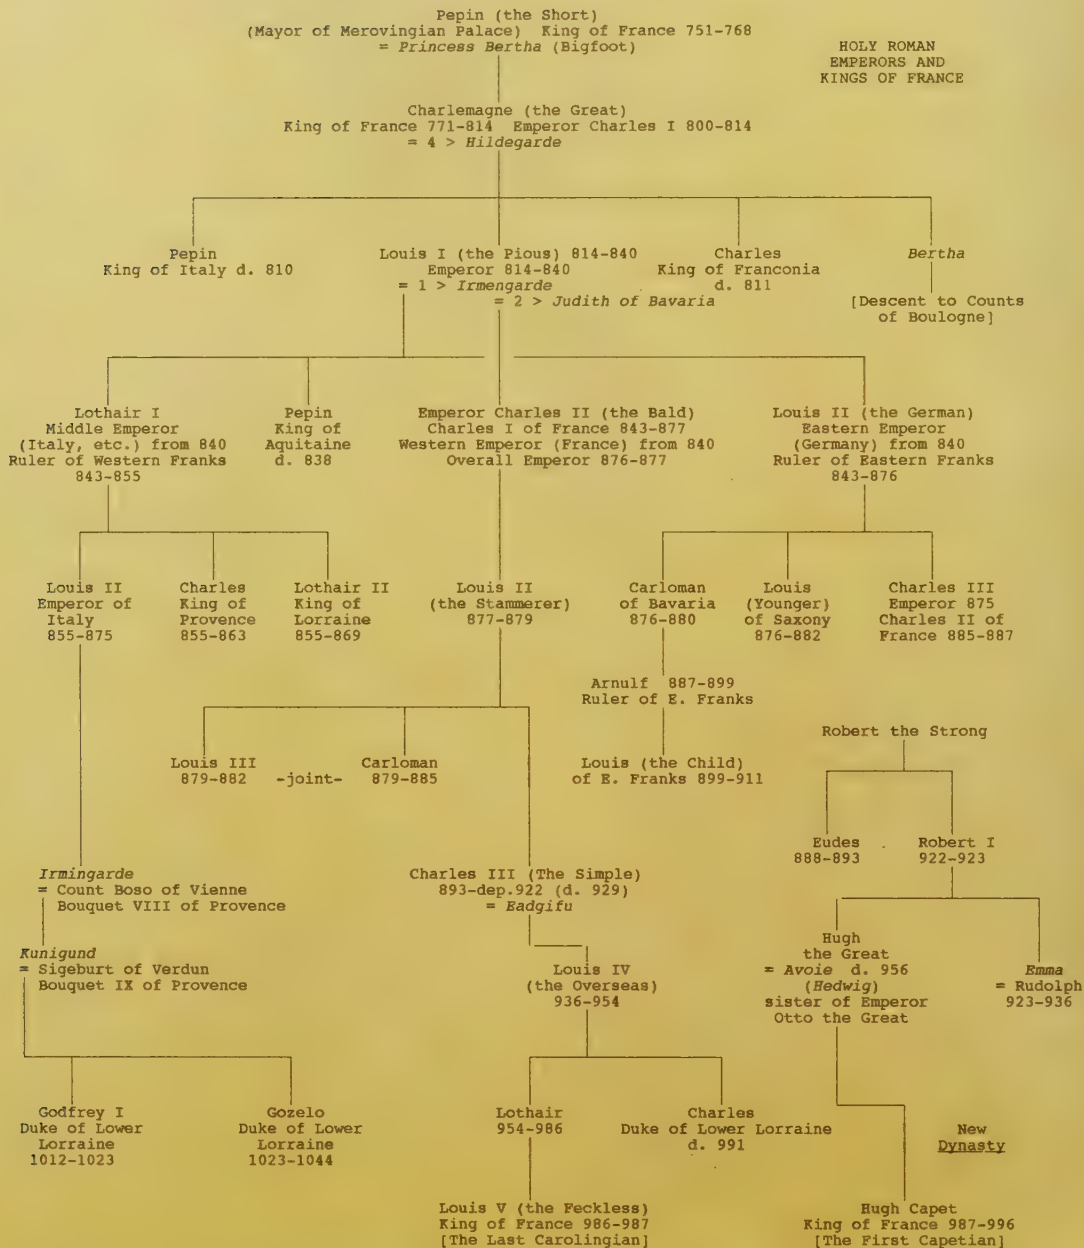 Pepin (the Short)
(Mayor of Merovingian Palace) King of France 751-768
= Princess Bertha (Bigfoot)
HOLY ROMAN
EMPERORS AND
KINGS OF FRANCE
Charlemagne (the Great)
King of France 771-814 Emperor Charles I 800-814
= 4 > Hildegarde
Pepin
King of Italy d. 810
Louis I (the Pious) 814-840
Emperor 814-840
= 1 > Irmengarde
= 2 > Judith of Bavaria
Charles
King of Franconia
d. 811
Bertha
[Descent to Counts
of Boulogne]
Lothair I
Middle Emperor
(Italy, etc.) from 840
Ruler of Western Franks
843-855
Pepin
King of
Aquitaine
d. 838
Emperor Charles II (the Bald)
Charles I of France 843-877
Western Emperor (France) from 840
Overall Emperor 876-877
Louis II (the German)
Eastern Emperor
(Germany) from 840
Ruler of Eastern Franks
843-876
Louis II
Emperor of
Italy
855-875
Charles
King of
Provence
855-863
Lothair II
King of
Lorraine
855-869
Louis II
(the Stammerer)
877-879
Carloman
of Bavaria
876-880
Louis
(Younger)
of Saxony
876-882
Charles III
Emperor 875
Charles II of
France 885-887
Arnulf 887-899
Ruler of E. Franks
Louis (the Child)
of E. Franks 899-911
Robert the Strong
Louis III
879-882
-joint-
Carloman
879-885
Eudes
888-893
Robert I
922-923
Irmingarde
= Count Boso of Vienne
Bouquet VIII of Provence
Charles III (The Simple)
893-dep.922 (d. 929)
= Eadgifu
Kunigund
= Sigeburt of Verdun
Bouquet IX of Provence
Louis IV
(the Overseas)
936-954
Hugh
the Great
= Avoie d. 956
(Hedwig)
sister of Emperor
Otto the Great
Emma
= Rudolph
923-936
Godfrey I
Duke of Lower
Lorraine
1012-1023
Gozelo
Duke of Lower
Lorraine
1023-1044
Lothair
954-986
Charles
Duke of Lower Lorraine
d. 991
New
Dynasty
Louis V (the Feckless)
King of France 986-987
[The Last Carolingian]
Hugh Capet
King of France 987-996
[The First Capetian]